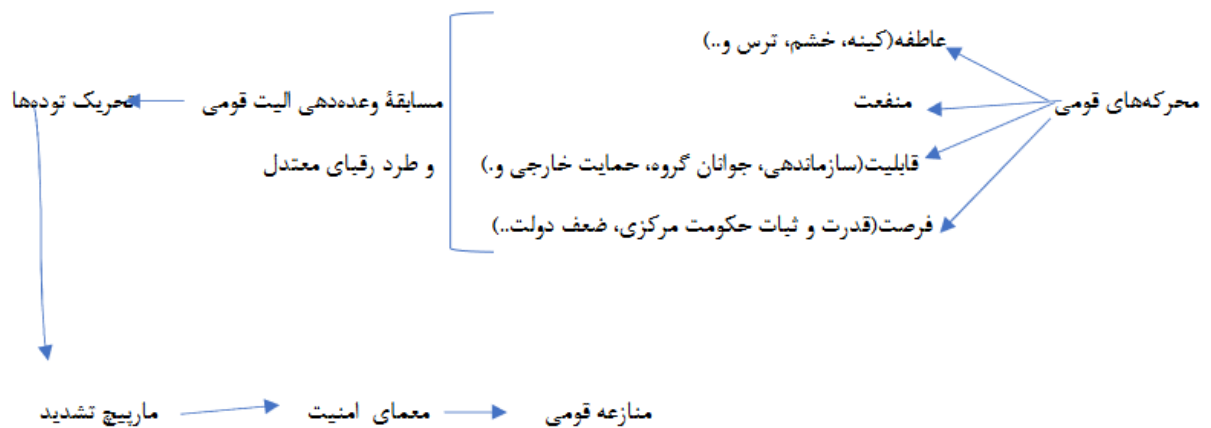 محرکه‌های قومی
عاطفه(کینه، خشم، ترس و..)
منفعت
قابلیت(سازماندهی، جوانان گروه، حمایت خارجی و.)
فرصت(قدرت و ثبات حکومت مرکزی، ضعف دولت..)
مسابقۀ وعده‌دهی الیت قومی
و طرد رقبای معتدل
تحریک توده‌ها
مارپیچ تشدید
معمای امنیت
منازعه قومی